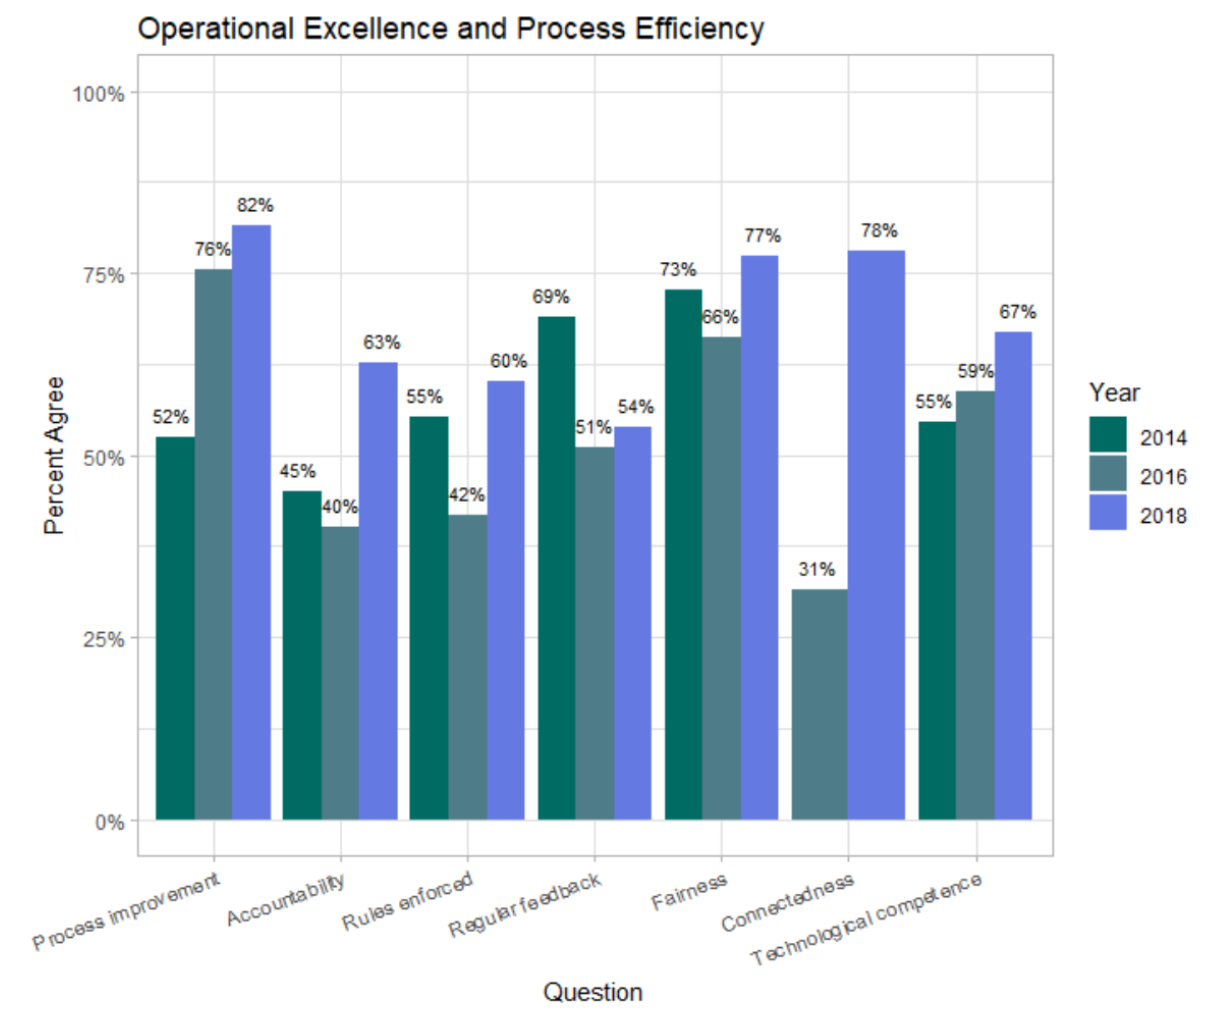 Operational Excellence and Process Efficiency
100%
75%
50%
25%
0%
Percent Agree
52%
76%
82%
45%
40%
63%
55%
42%
60%
69%
51%
54%
73%
66%
77%
31%
78%
55%
59%
67%
Process improvement
Accountability
Rules enforced
Regular feedback
Fairness
Connectedness
Technological competence
Question
Year
2014
2016
2018